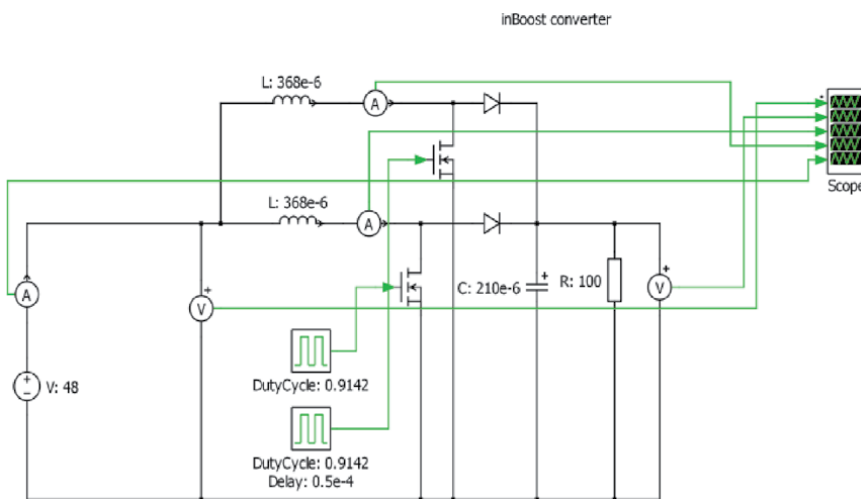 inBoost converter
L: 368e-6
A
Scope
L: 368e-6
A
A
V
C: 210e-6
R: 100
V
V: 48
DutyCycle: 0.9142
DutyCycle: 0.9142
Delay: 0.5e-4